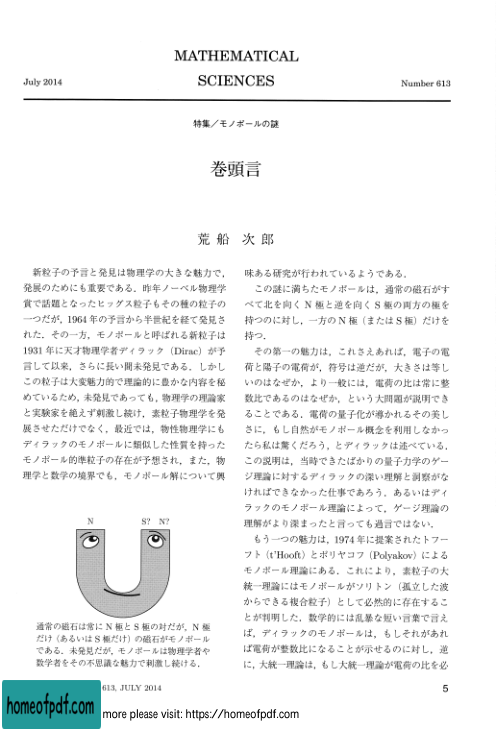 MATHEMATICAL
July 2014
SCIENCES
Number 613
特集／モノポールの謎
巻頭言
荒船 次郎
新粒子の予言と発見は物理学の大きな魅力で，
発展のためにも重要である．昨年ノーベル物理学
賞で話題となったヒッグス粒子もその種の粒子の
一つだが，1964年の予言から半世紀を経て発見さ
れた．その一方，モノポールと呼ばれる新粒子は
1931年に天才物理学者ディラック（Dirac）が予
言して以来，さらに長い間未発見である．しかし
この粒子は大変魅力的で理論的に豊かな内容を秘
めているため，未発見であっても，物理学の理論家
と実験家を絶えず刺激し続け，素粒子物理学を発
展させただけでなく，最近では，物性物理学にも
ディラックのモノポールに類似した性質を持った
モノポール的準粒子の存在が予想され，また，物
理学と数学の境界でも，モノポール解について興
N S? N?
通常の磁石は常にN極とS極の対だが，N極
だけ（あるいはS極だけ）の磁石がモノポール
である．未発見だが，モノポールは物理学者や
数学者をその不思議な魅力で刺激し続ける．
味ある研究が行われているようである．
この謎に満ちたモノポールは，通常の磁石がす
べて北を向くN極と逆を向くS極の両方の極を
持つのに対し，一方のN極（またはS極）だけを
持つ．
その第一の魅力は，これさえあれば，電子の電
荷と陽子の電荷が，符号は逆だが，大きさは等し
いのはなぜか，より一般には，電荷の比は常に整
数比であるのはなぜか，という大問題が説明でき
ることである．電荷の量子化が導かれるその美し
さに，もし自然がモノポール概念を利用しなかっ
たら私は驚くだろう，とディラックは述べている．
この説明は，当時できたばかりの量子力学のゲー
ジ理論に対するディラックの深い理解と洞察がな
ければできなかった仕事であろう．あるいはディ
ラックのモノポール理論によって，ゲージ理論の
理解がより深まったと言っても過言ではない．
もう一つの魅力は，1974年に提案されたトフー
フト（t'Hooft）とポリヤコフ（Polyakov）による
モノポール理論にある．これにより，素粒子の大
統一理論にはモノポールがソリトン（孤立した波
からできる複合粒子）として必然的に存在するこ
とが判明した．数学的には乱暴な短い言葉で言え
ば，ディラックのモノポールは，もしそれがあれ
ば電荷が整数比になることが示せるのに対し，逆
に，大統一理論は，もし大統一理論が電荷の比を必
613, JULY 2014
5
homeofpdf.com
more please visit: https://homeofpdf.com